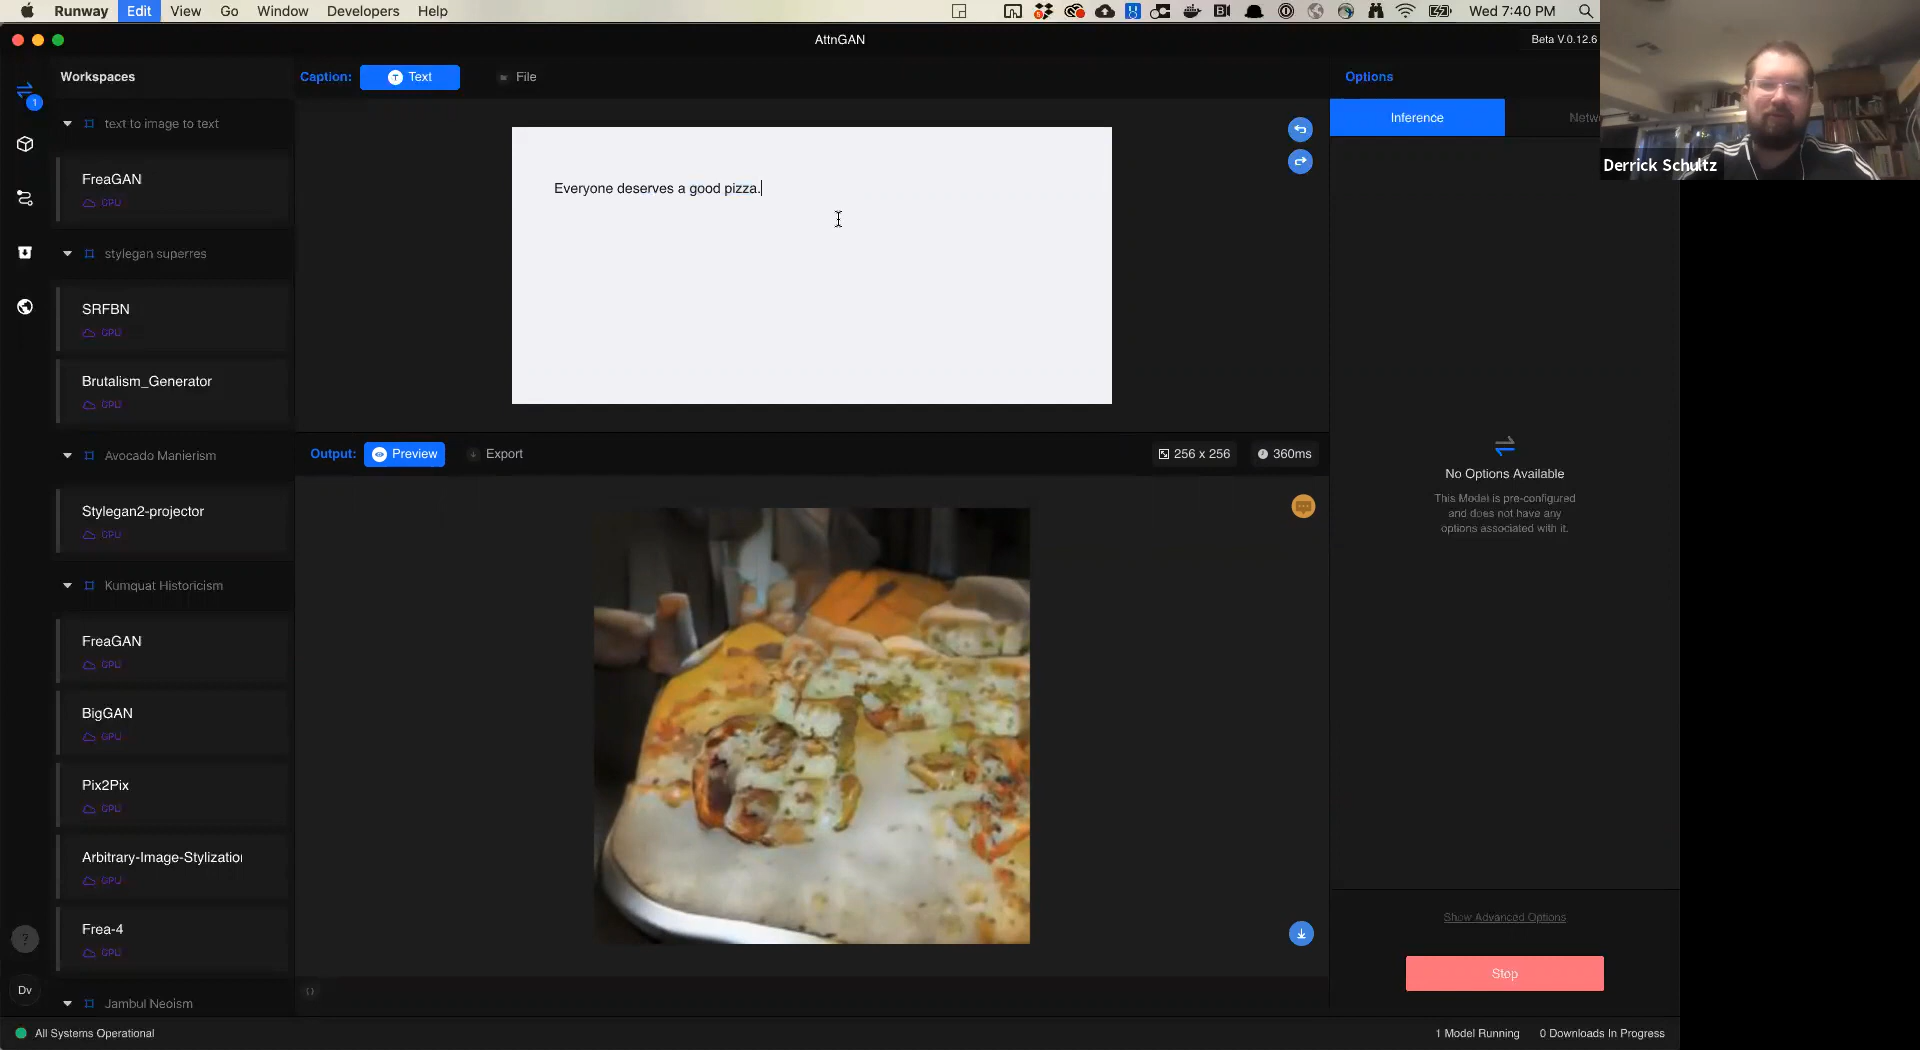 Runway Edit View Go Window Developers Help
Wed 7:40 PM
AttnGAN
Beta V.0.12.6
Workspaces
Caption: Text File
Options
1
text to image to text
Inference
Everyone deserves a good pizza.
Derrick Schultz
FreaGAN
GPU
stylegan superres
SRFBN
GPU
Brutalism_Generator
GPU
Avocado Manierism
Output: Preview Export
256 x 256
360ms
No Options Available
This Model is pre-configured
and does not have any
options associated with it.
Stylegan2-projector
GPU
Kumquat Historicism
FreaGAN
GPU
BigGAN
GPU
Pix2Pix
GPU
Arbitrary-Image-Stylization
GPU
Frea-4
GPU
Show Advanced Options
?
Stop
Dv
Jambul Neoism
All Systems Operational
1 Model Running
0 Downloads In Progress